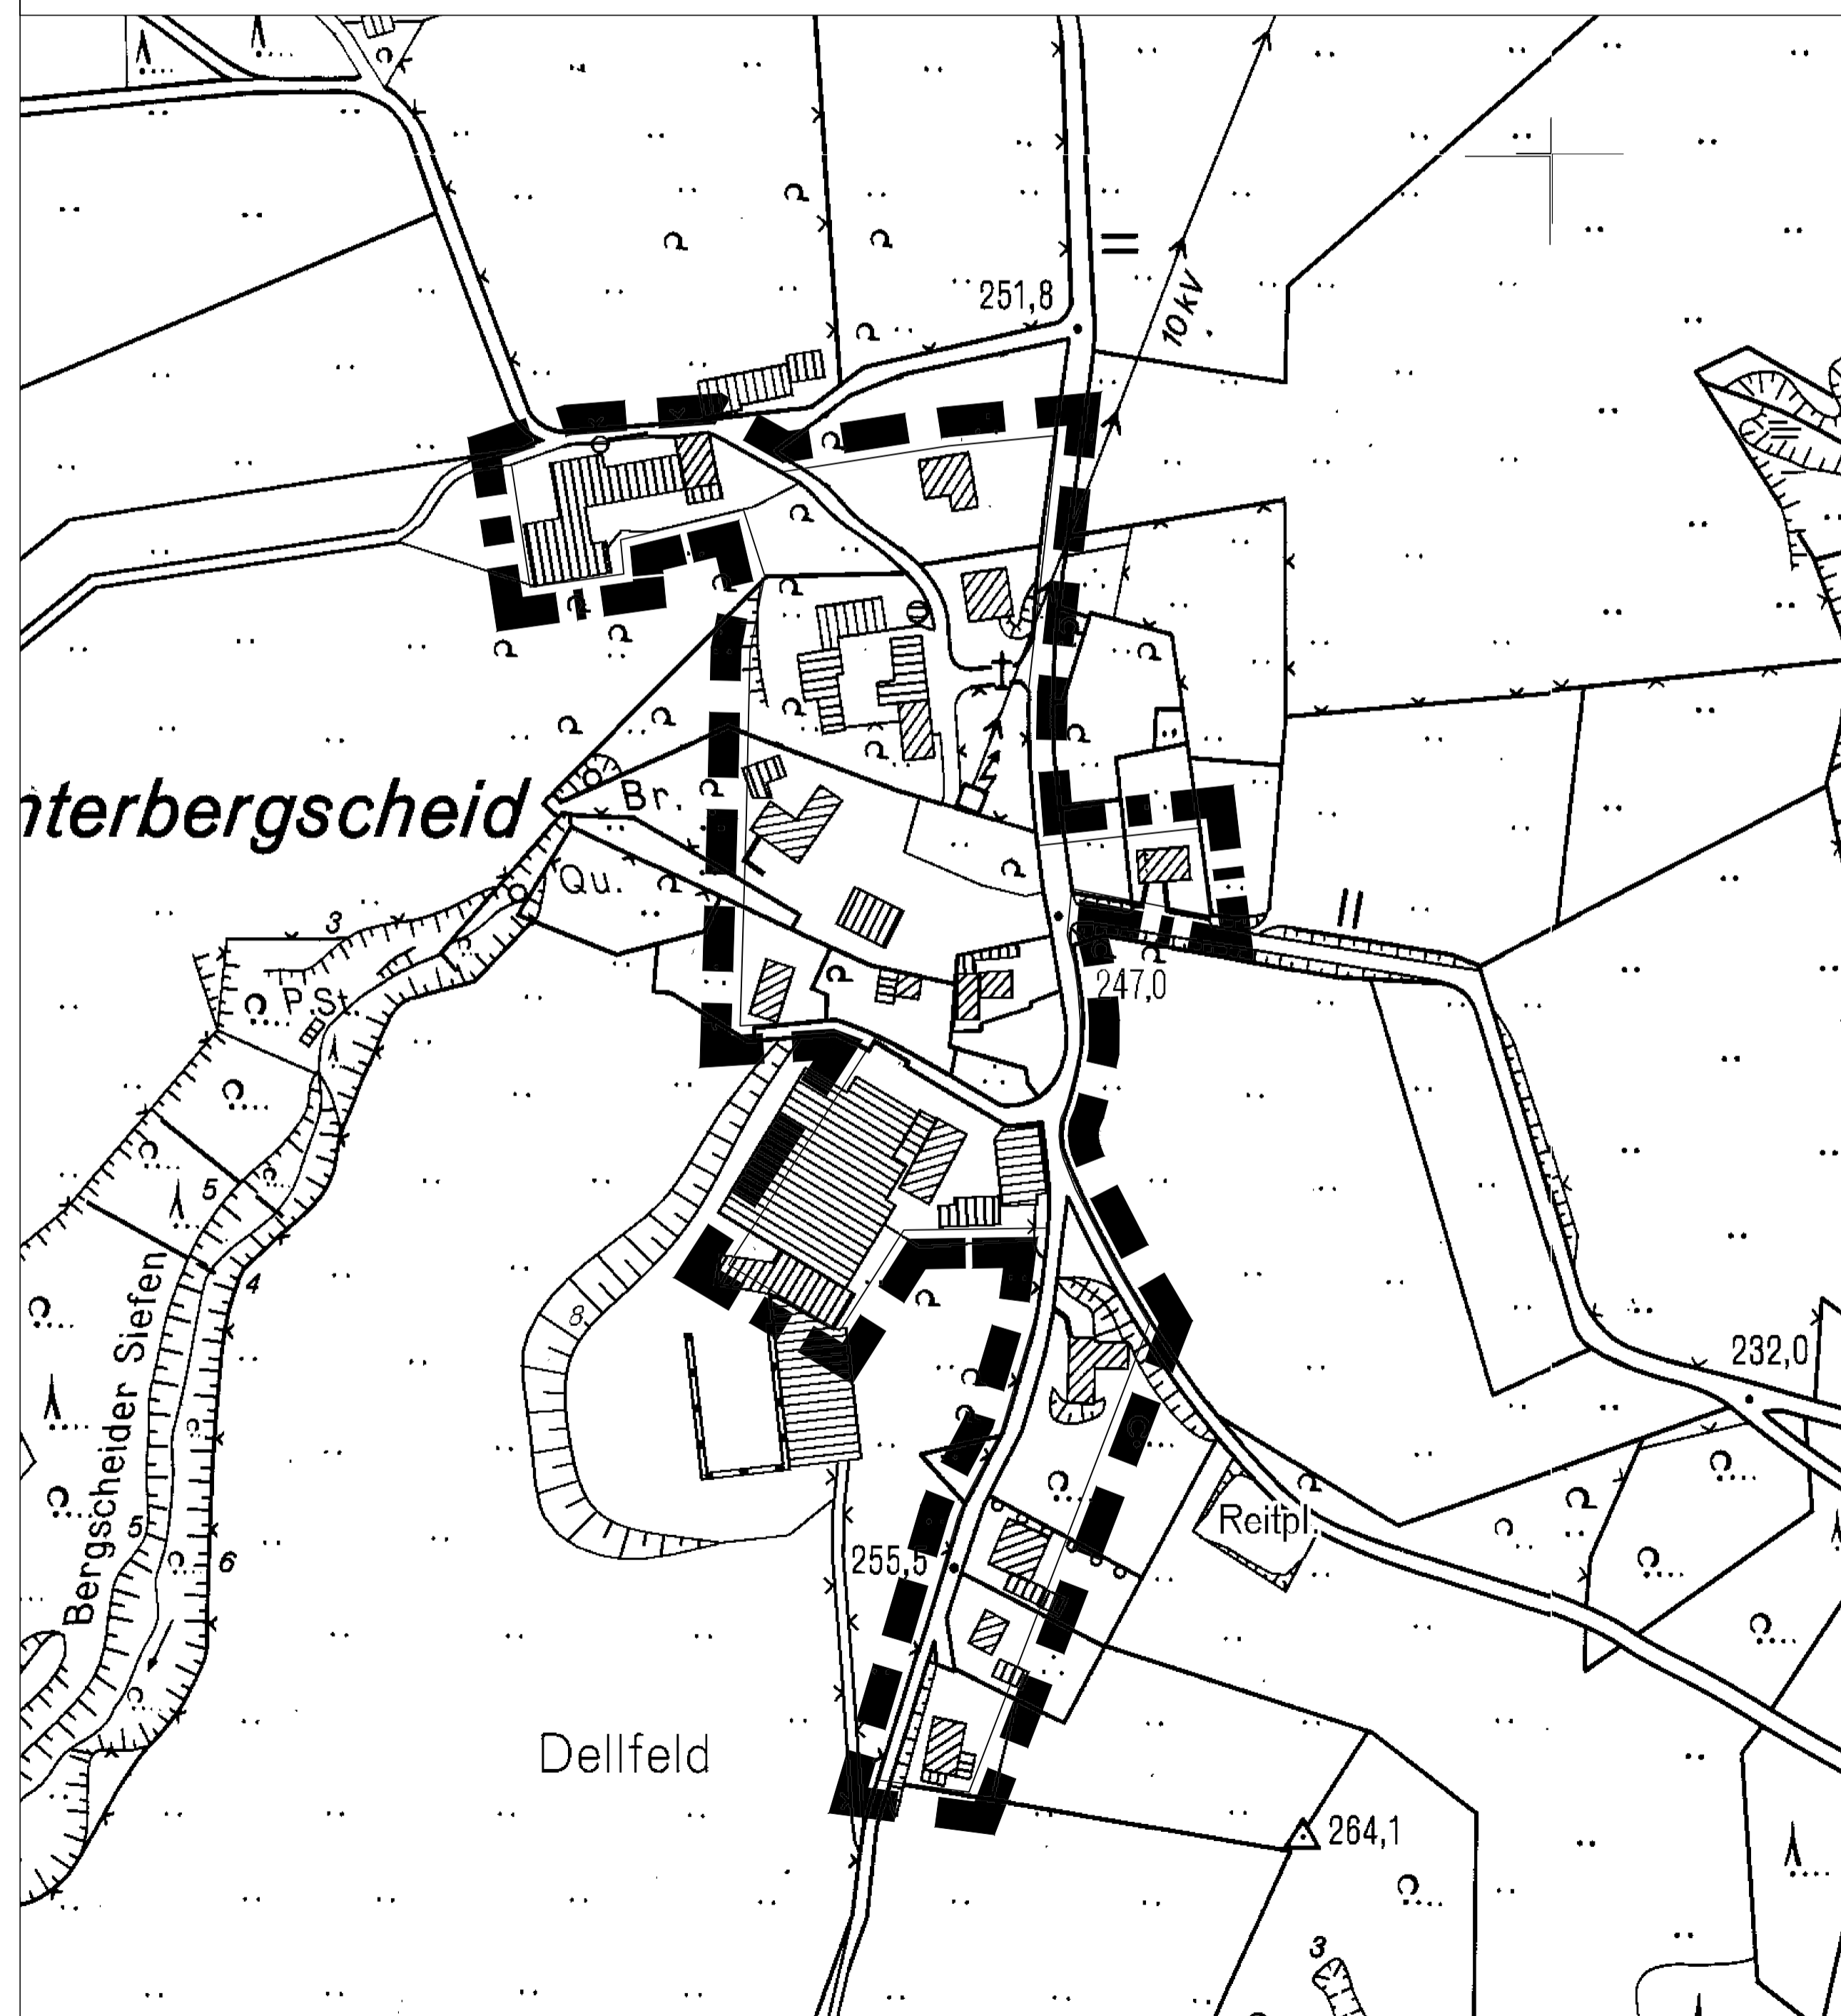 251,8
10 kV
nterbergscheid
Br.
Qu.
3
P.St.
247,0
5
4
8
Bergscheider Siefen
232,0
5
6
Reitpl.
255,5
Dellfeld
264,1
3